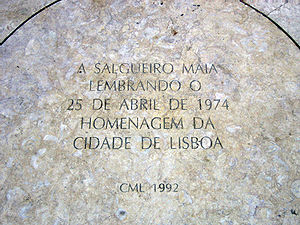 A SALGUEIRO MAIA
LEMBRANDO O
25 DE ABRIL DE 1974
HOMENAGEM DA
CIDADE DE LISBOA
CML 1992